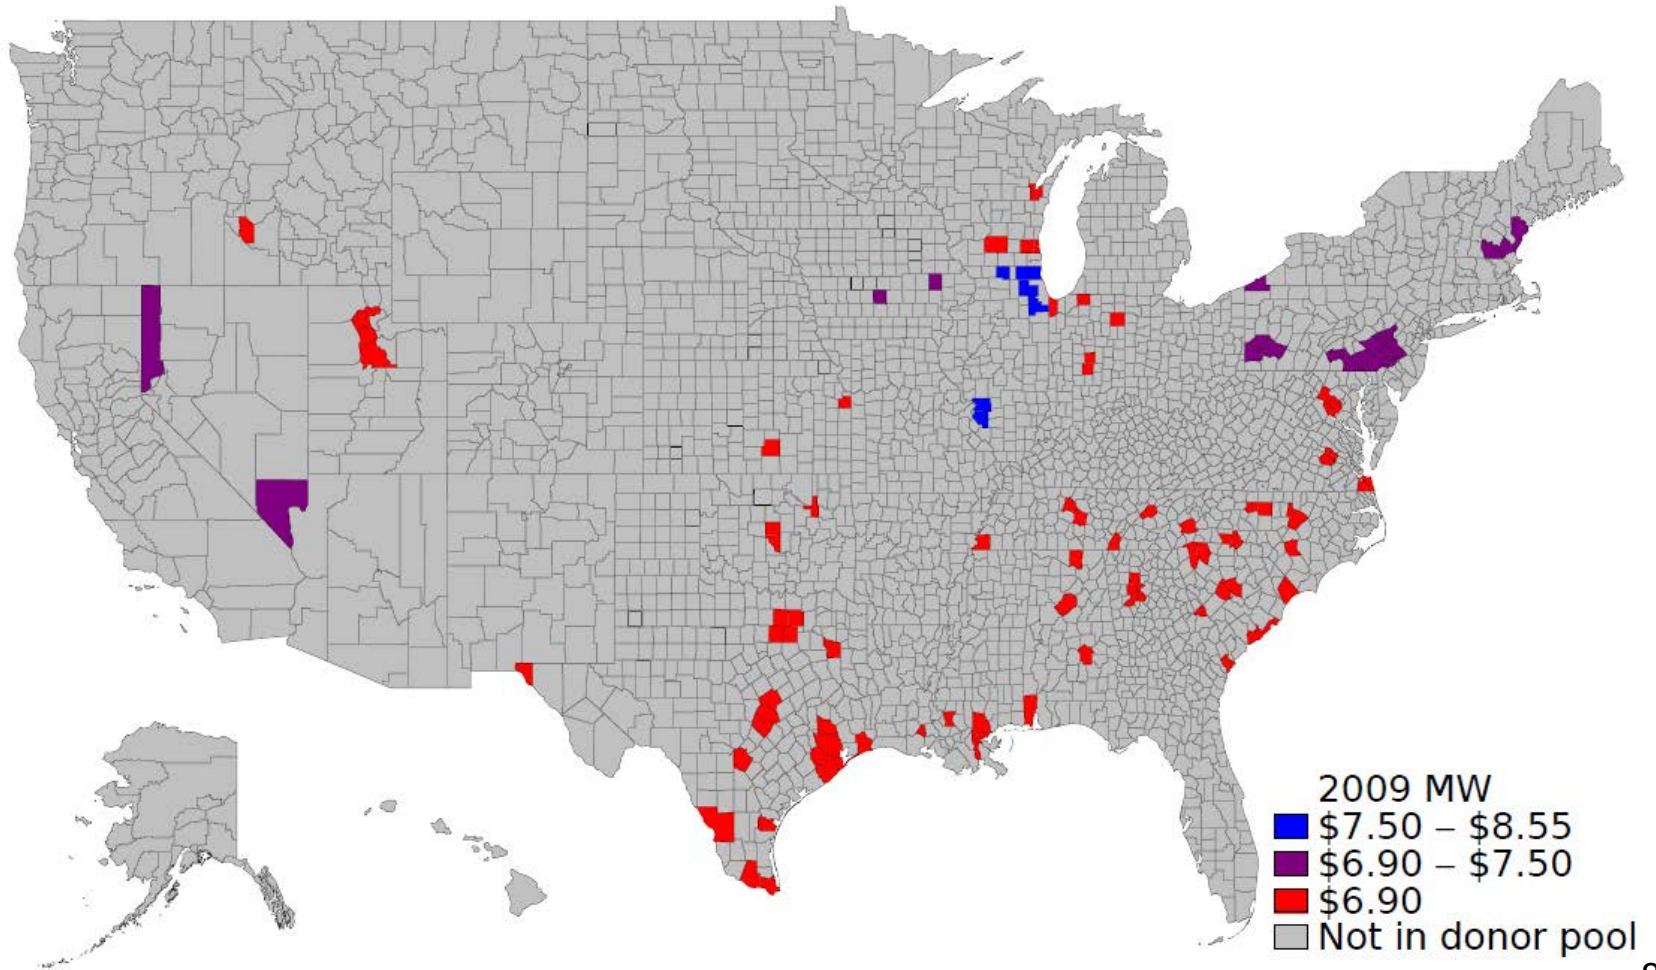 2009 MW
$7.50 – $8.55
$6.90 – $7.50
$6.90
Not in donor pool